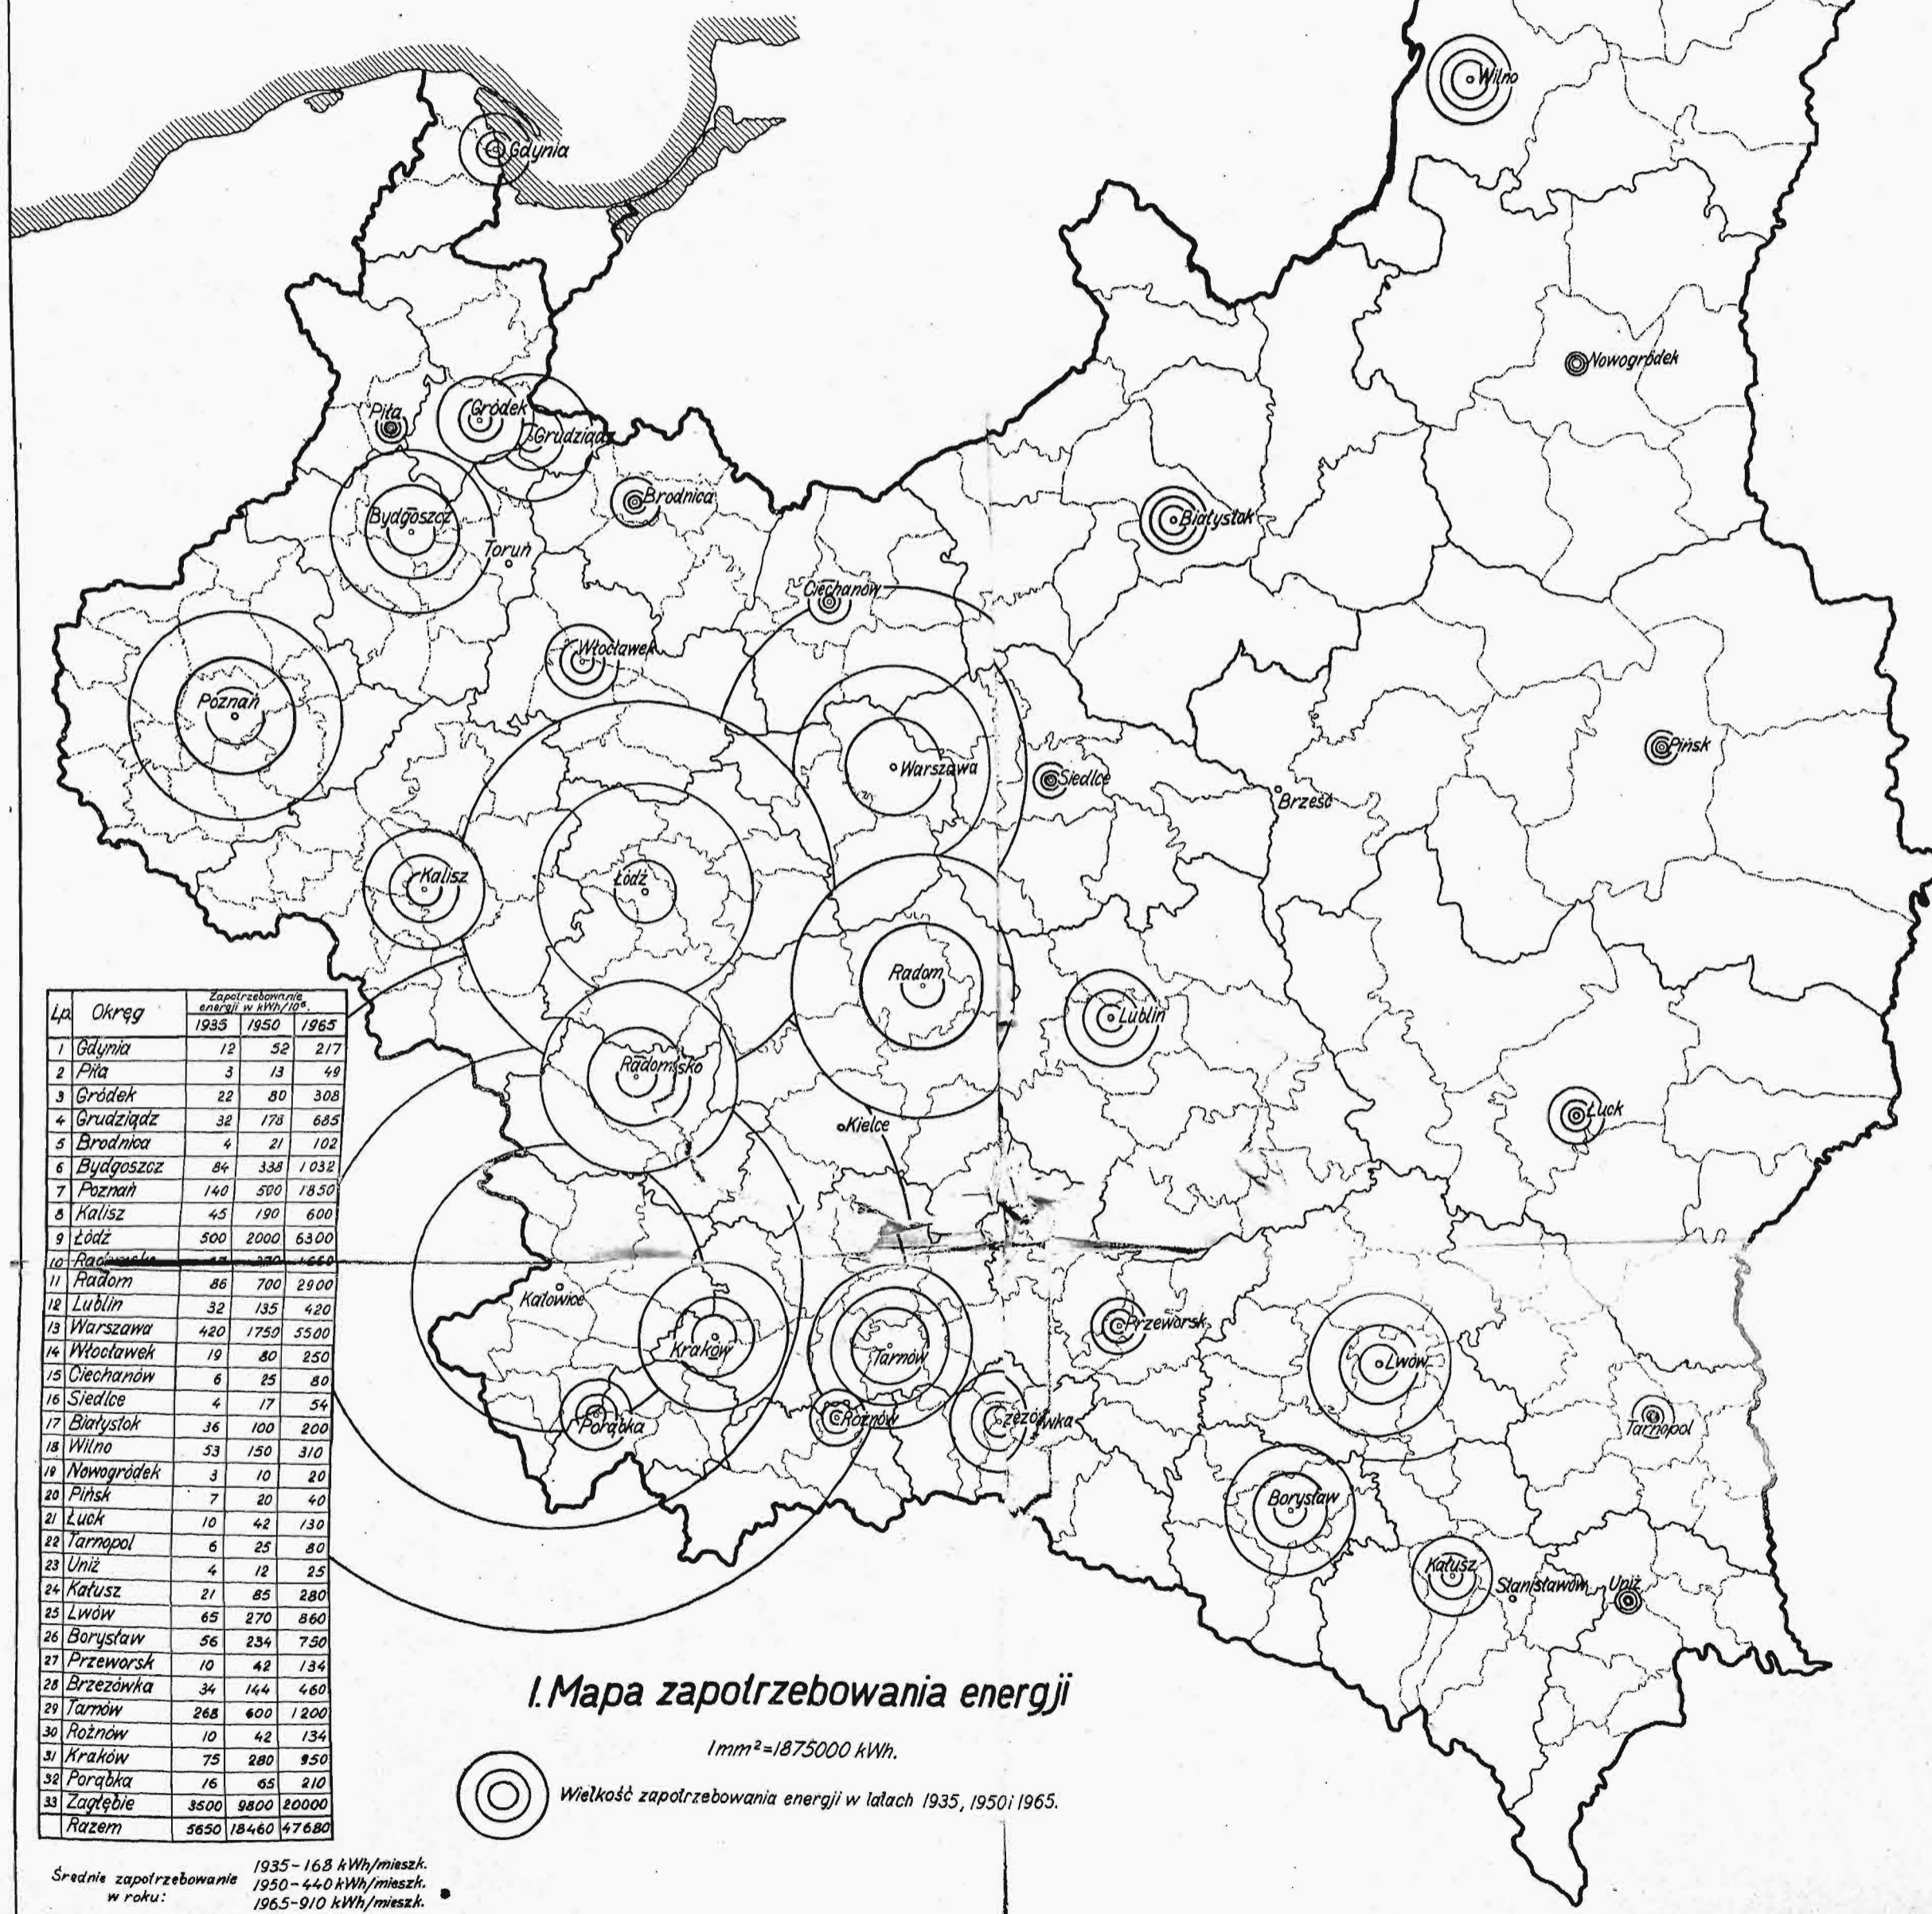 Wilno
Gdynia
Nowogródek
Piła
Gródek
Grudziądz
Brodnica
Bydgoszcz
Białystok
Toruń
Ciechanów
Włocławek
Poznań
Warszawa
Siedlce
Pińsk
Brześć
Kalisz
Łódź
Radom
Lublin
Radomsko
Kielce
Łuck
Katowice
Kraków
Tarnów
Przeworsk
Lwów
Porąbka
Rożnów
Tarnopol
Borysław
Kałusz
Stanisławów
Uniż
Lp. Okręg Zapotrzebowanie energji w kWh/10⁶.
1935 1950 1965
1 Gdynia 12 52 217
2 Piła 3 13 49
3 Gródek 22 80 308
4 Grudziądz 32 178 685
5 Brodnica 4 21 102
6 Bydgoszcz 84 338 1032
7 Poznań 140 500 1850
8 Kalisz 45 190 600
9 Łódź 500 2000 6300
10
11 Radom 86 700 2900
12 Lublin 32 135 420
13 Warszawa 420 1750 5500
14 Włocławek 19 80 250
15 Ciechanów 6 25 80
16 Siedlce 4 17 54
17 Białystok 36 100 200
18 Wilno 53 150 310
19 Nowogródek 3 10 20
20 Pińsk 7 20 40
21 Łuck 10 42 130
22 Tarnopol 6 25 80
23 Uniż 4 12 25
24 Kałusz 21 85 280
25 Lwów 65 270 860
26 Borysław 56 234 750
27 Przeworsk 10 42 134
28 Brzezówka 34 144 460
29 Tarnów 268 600 1200
30 Rożnów 10 42 134
31 Kraków 75 280 950
32 Porąbka 16 65 210
33 Zagłębie 3500 9800 20000
Razem 5650 18460 47680
Średnie zapotrzebowanie w roku:
1935-168 kWh/mieszk.
1950-440 kWh/mieszk.
1965-910 kWh/mieszk.
I. Mapa zapotrzebowania energji
1mm²=1875000 kWh.
Wielkość zapotrzebowania energji w latach 1935, 1950 i 1965.